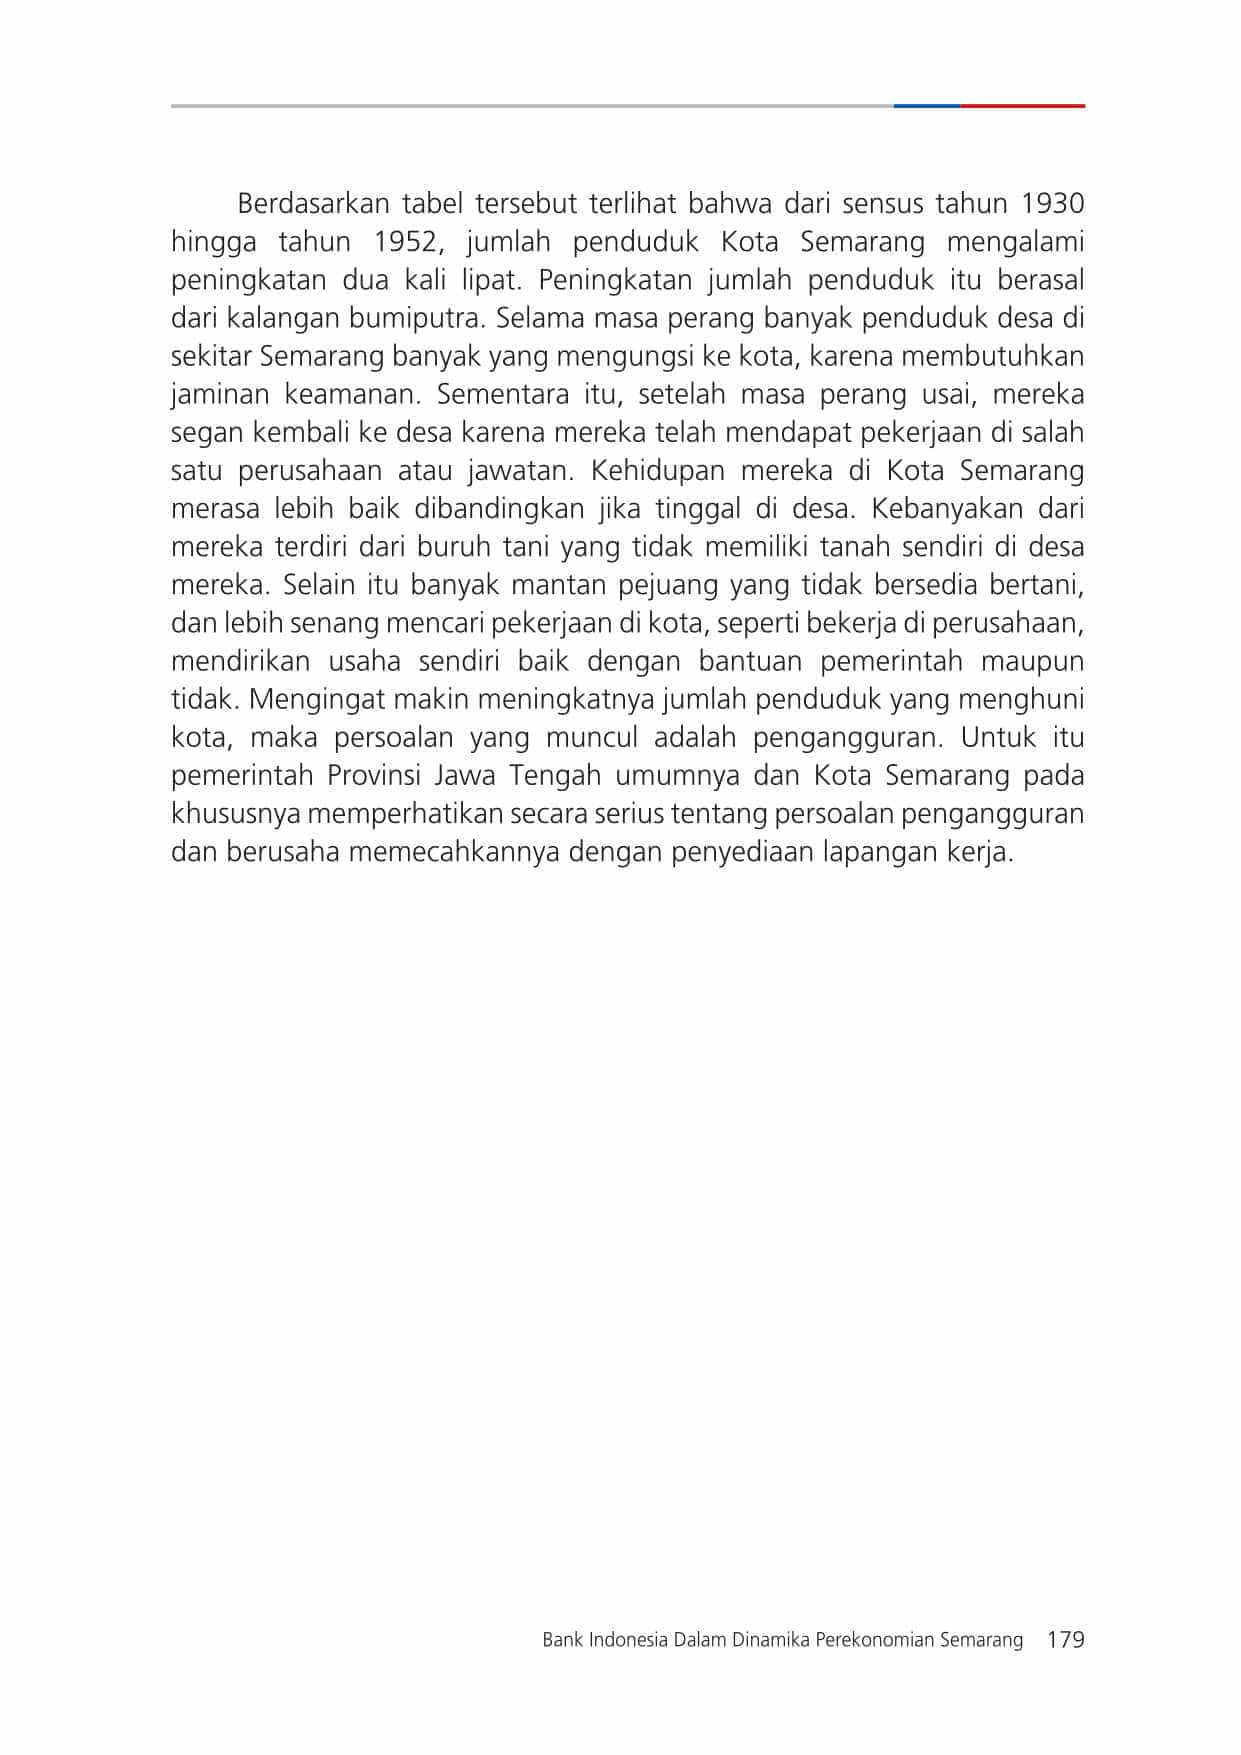 Berdasarkan tabel tersebut terlihat bahwa dari sensus tahun 1930
hingga tahun 1952, jumlah penduduk Kota Semarang mengalami
peningkatan dua kali lipat. Peningkatan jumlah penduduk itu berasal
dari kalangan bumiputra. Selama masa perang banyak penduduk desa di
sekitar Semarang banyak yang mengungsi ke kota, karena membutuhkan
jaminan keamanan. Sementara itu, setelah masa perang usai, mereka
segan kembali ke desa karena mereka telah mendapat pekerjaan di salah
satu perusahaan atau jawatan. Kehidupan mereka di Kota Semarang
merasa lebih baik dibandingkan jika tinggal di desa. Kebanyakan dari
mereka terdiri dari buruh tani yang tidak memiliki tanah sendiri di desa
mereka. Selain itu banyak mantan pejuang yang tidak bersedia bertani,
dan lebih senang mencari pekerjaan di kota, seperti bekerja di perusahaan,
mendirikan usaha sendiri baik dengan bantuan pemerintah maupun
tidak. Mengingat makin meningkatnya jumlah penduduk yang menghuni
kota, maka persoalan yang muncul adalah pengangguran. Untuk itu
pemerintah Provinsi Jawa Tengah umumnya dan Kota Semarang pada
khususnya memperhatikan secara serius tentang persoalan pengangguran
dan berusaha memecahkannya dengan penyediaan lapangan kerja.
Bank Indonesia Dalam Dinamika Perekonomian Semarang 179